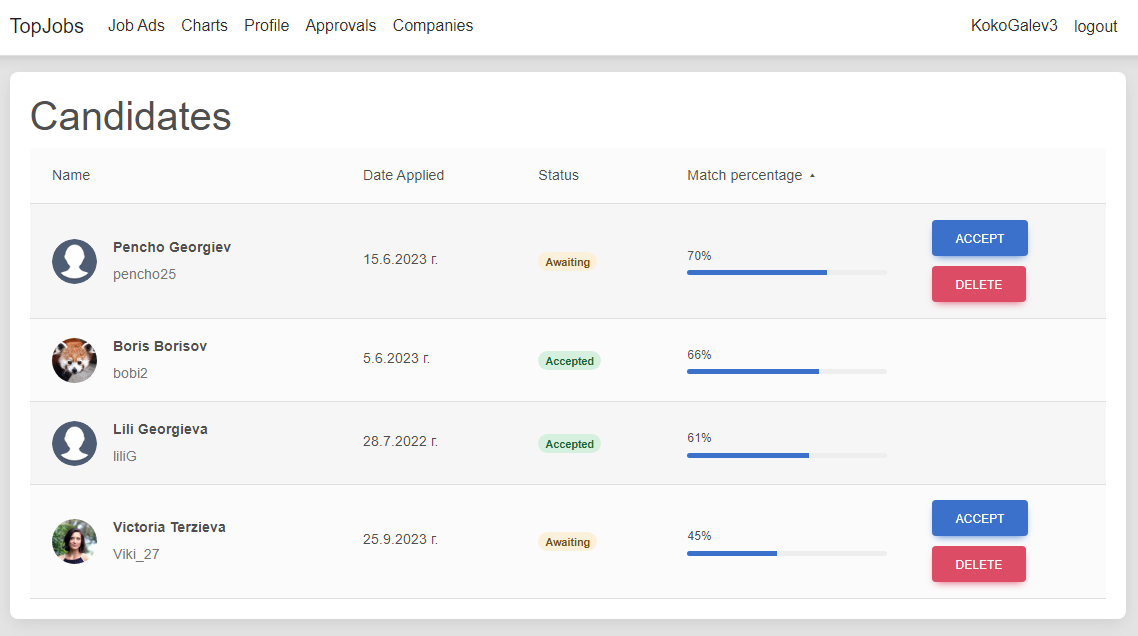 TopJobs Job Ads Charts Profile Approvals Companies KokoGalev3 logout
Candidates
Name Date Applied Status Match percentage
Pencho Georgiev
pencho25
15.6.2023 г.
Awaiting
70%
ACCEPT
DELETE
Boris Borisov
bobi2
5.6.2023 г.
Accepted
66%
Lili Georgieva
liliG
28.7.2022 г.
Accepted
61%
Victoria Terzieva
Viki_27
25.9.2023 г.
Awaiting
45%
ACCEPT
DELETE